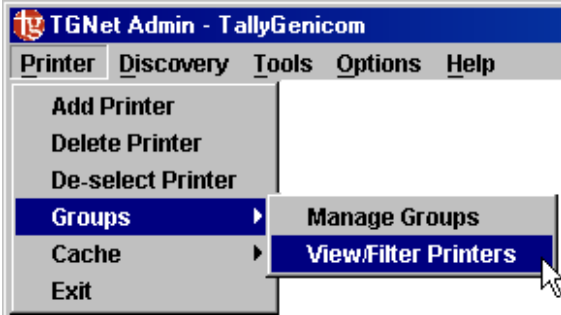 tg TGNet Admin - TallyGenicom
Printer Discovery Tools Options Help
Add Printer
Delete Printer
De-select Printer
Groups
Manage Groups
View/Filter Printers
Cache
Exit